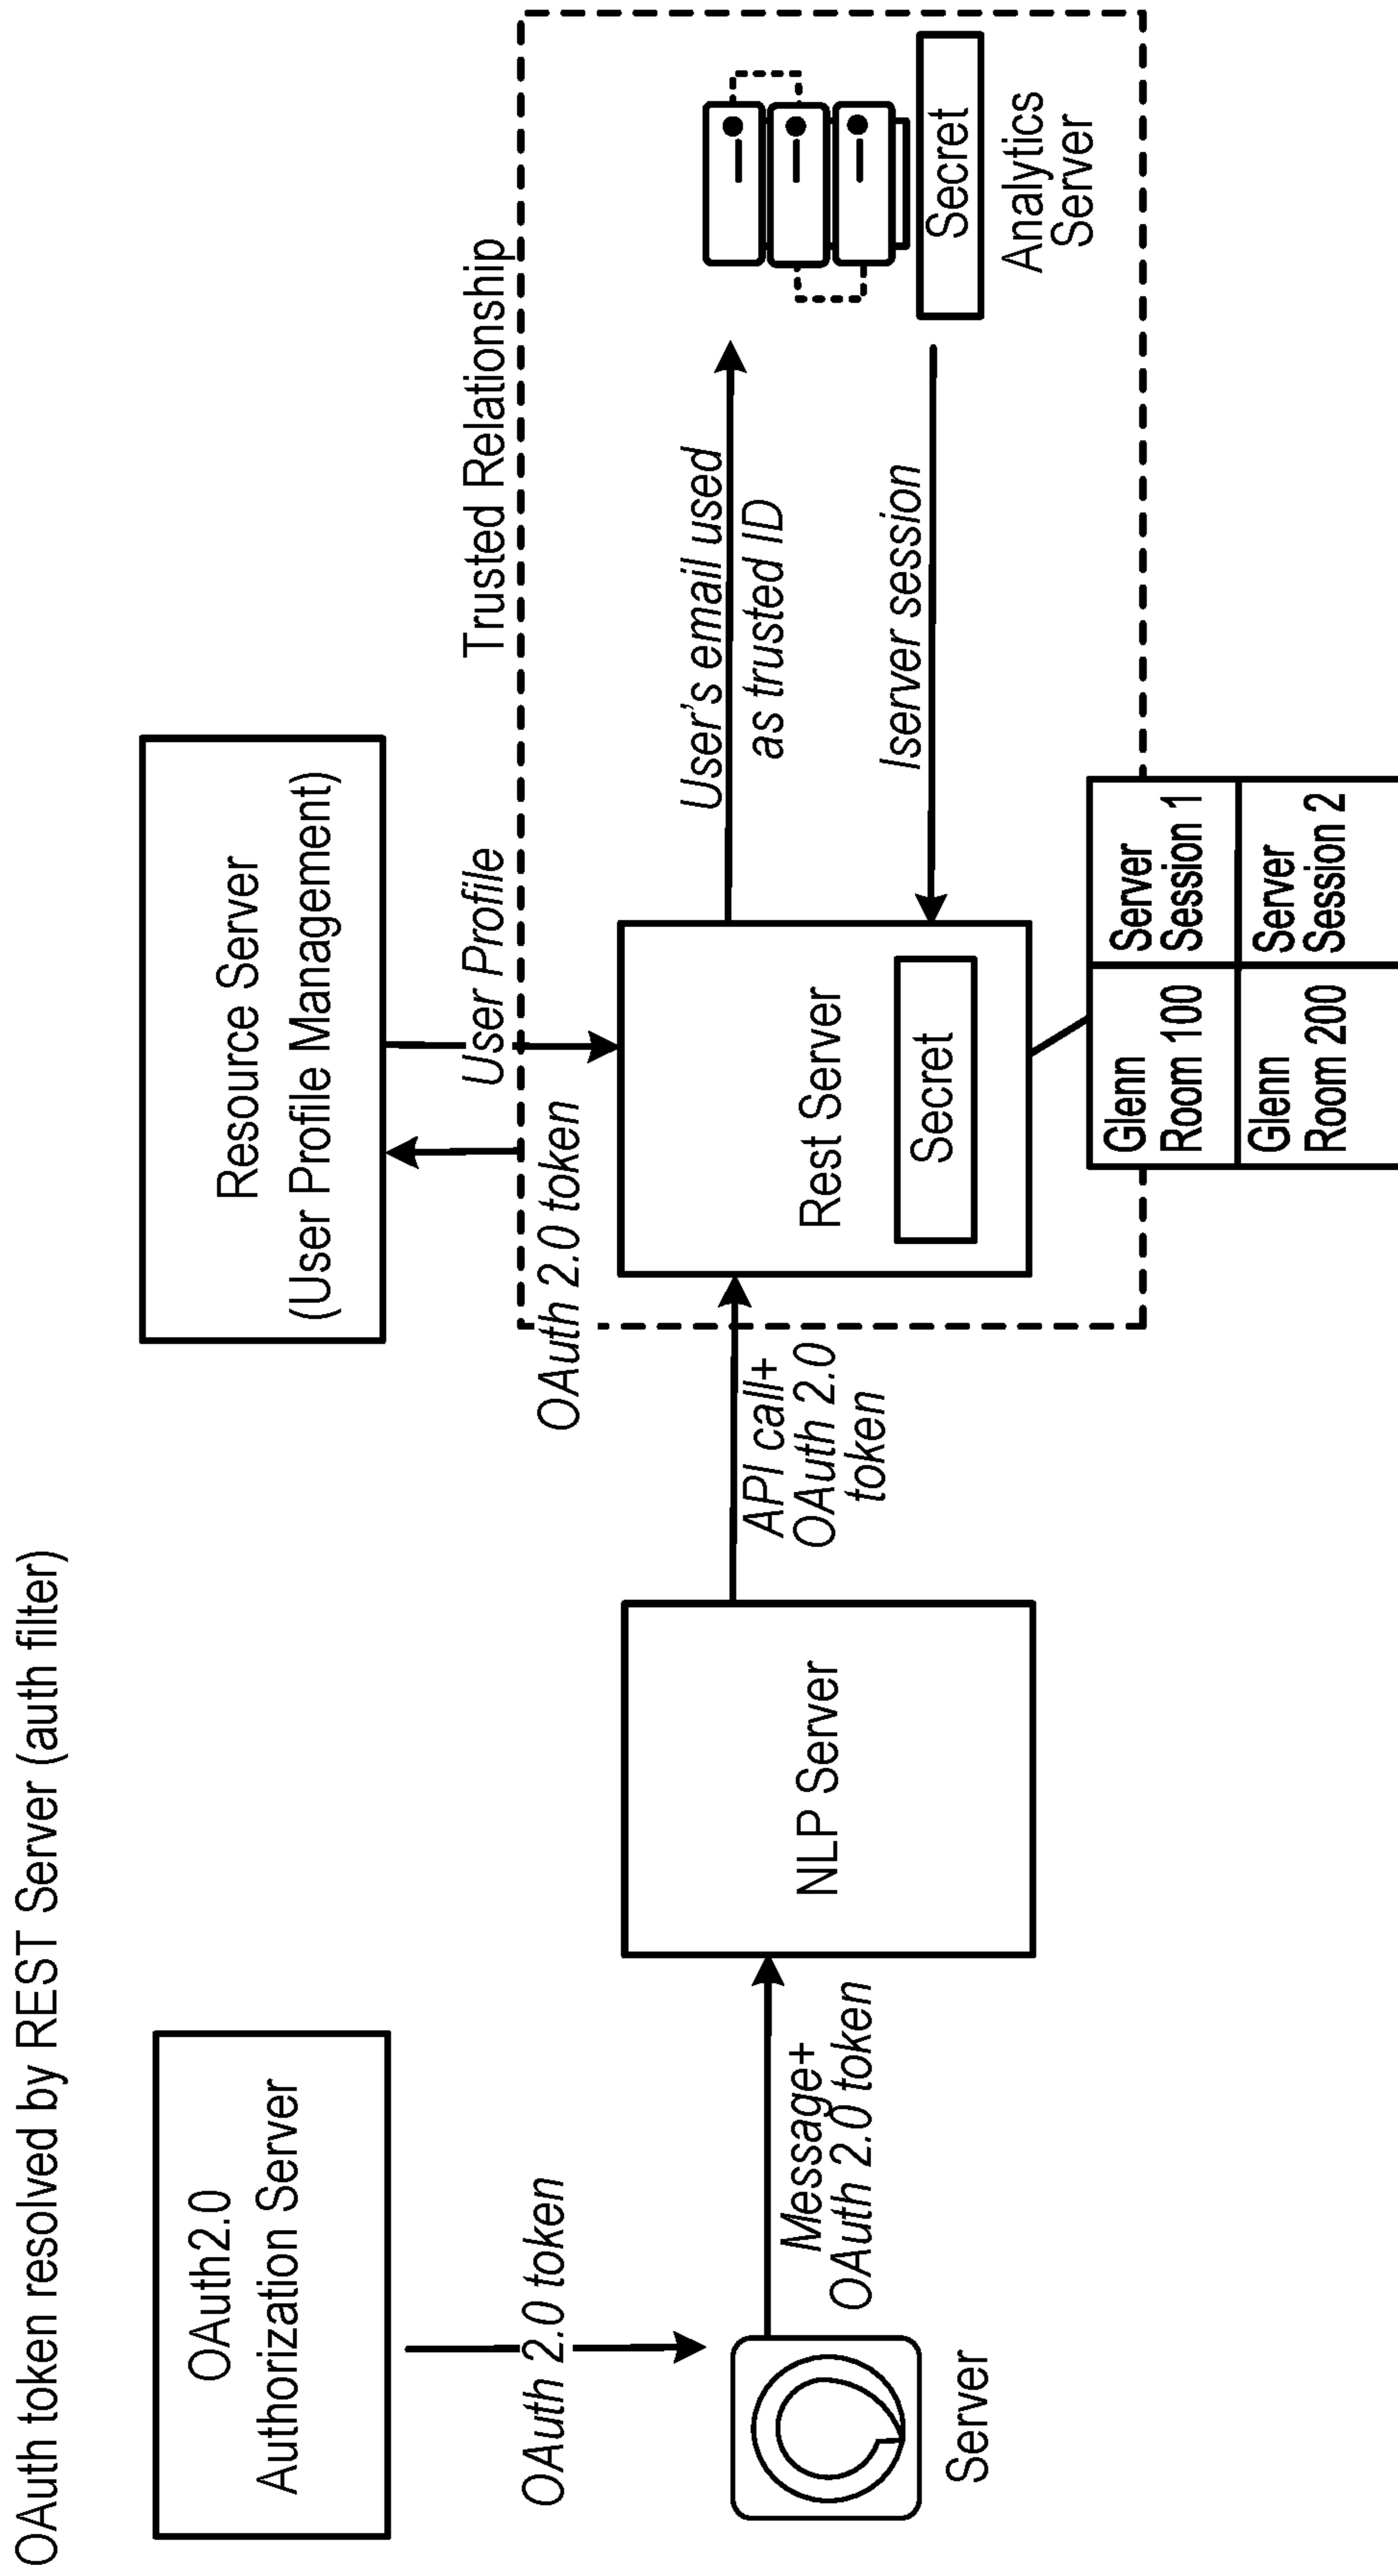 OAuth token resolved by REST Server (auth filter)
OAuth2.0
Authorization Server
OAuth 2.0 token
Server
Message+
OAuth 2.0 token
NLP Server
API call+
OAuth 2.0
token
Resource Server
(User Profile Management)
OAuth 2.0 token
User Profile
Trusted Relationship
Rest Server
Secret
User's email used
as trusted ID
Iserver session
Secret
Analytics
Server
Glenn
Room 100
Server
Session 1
Glenn
Room 200
Server
Session 2